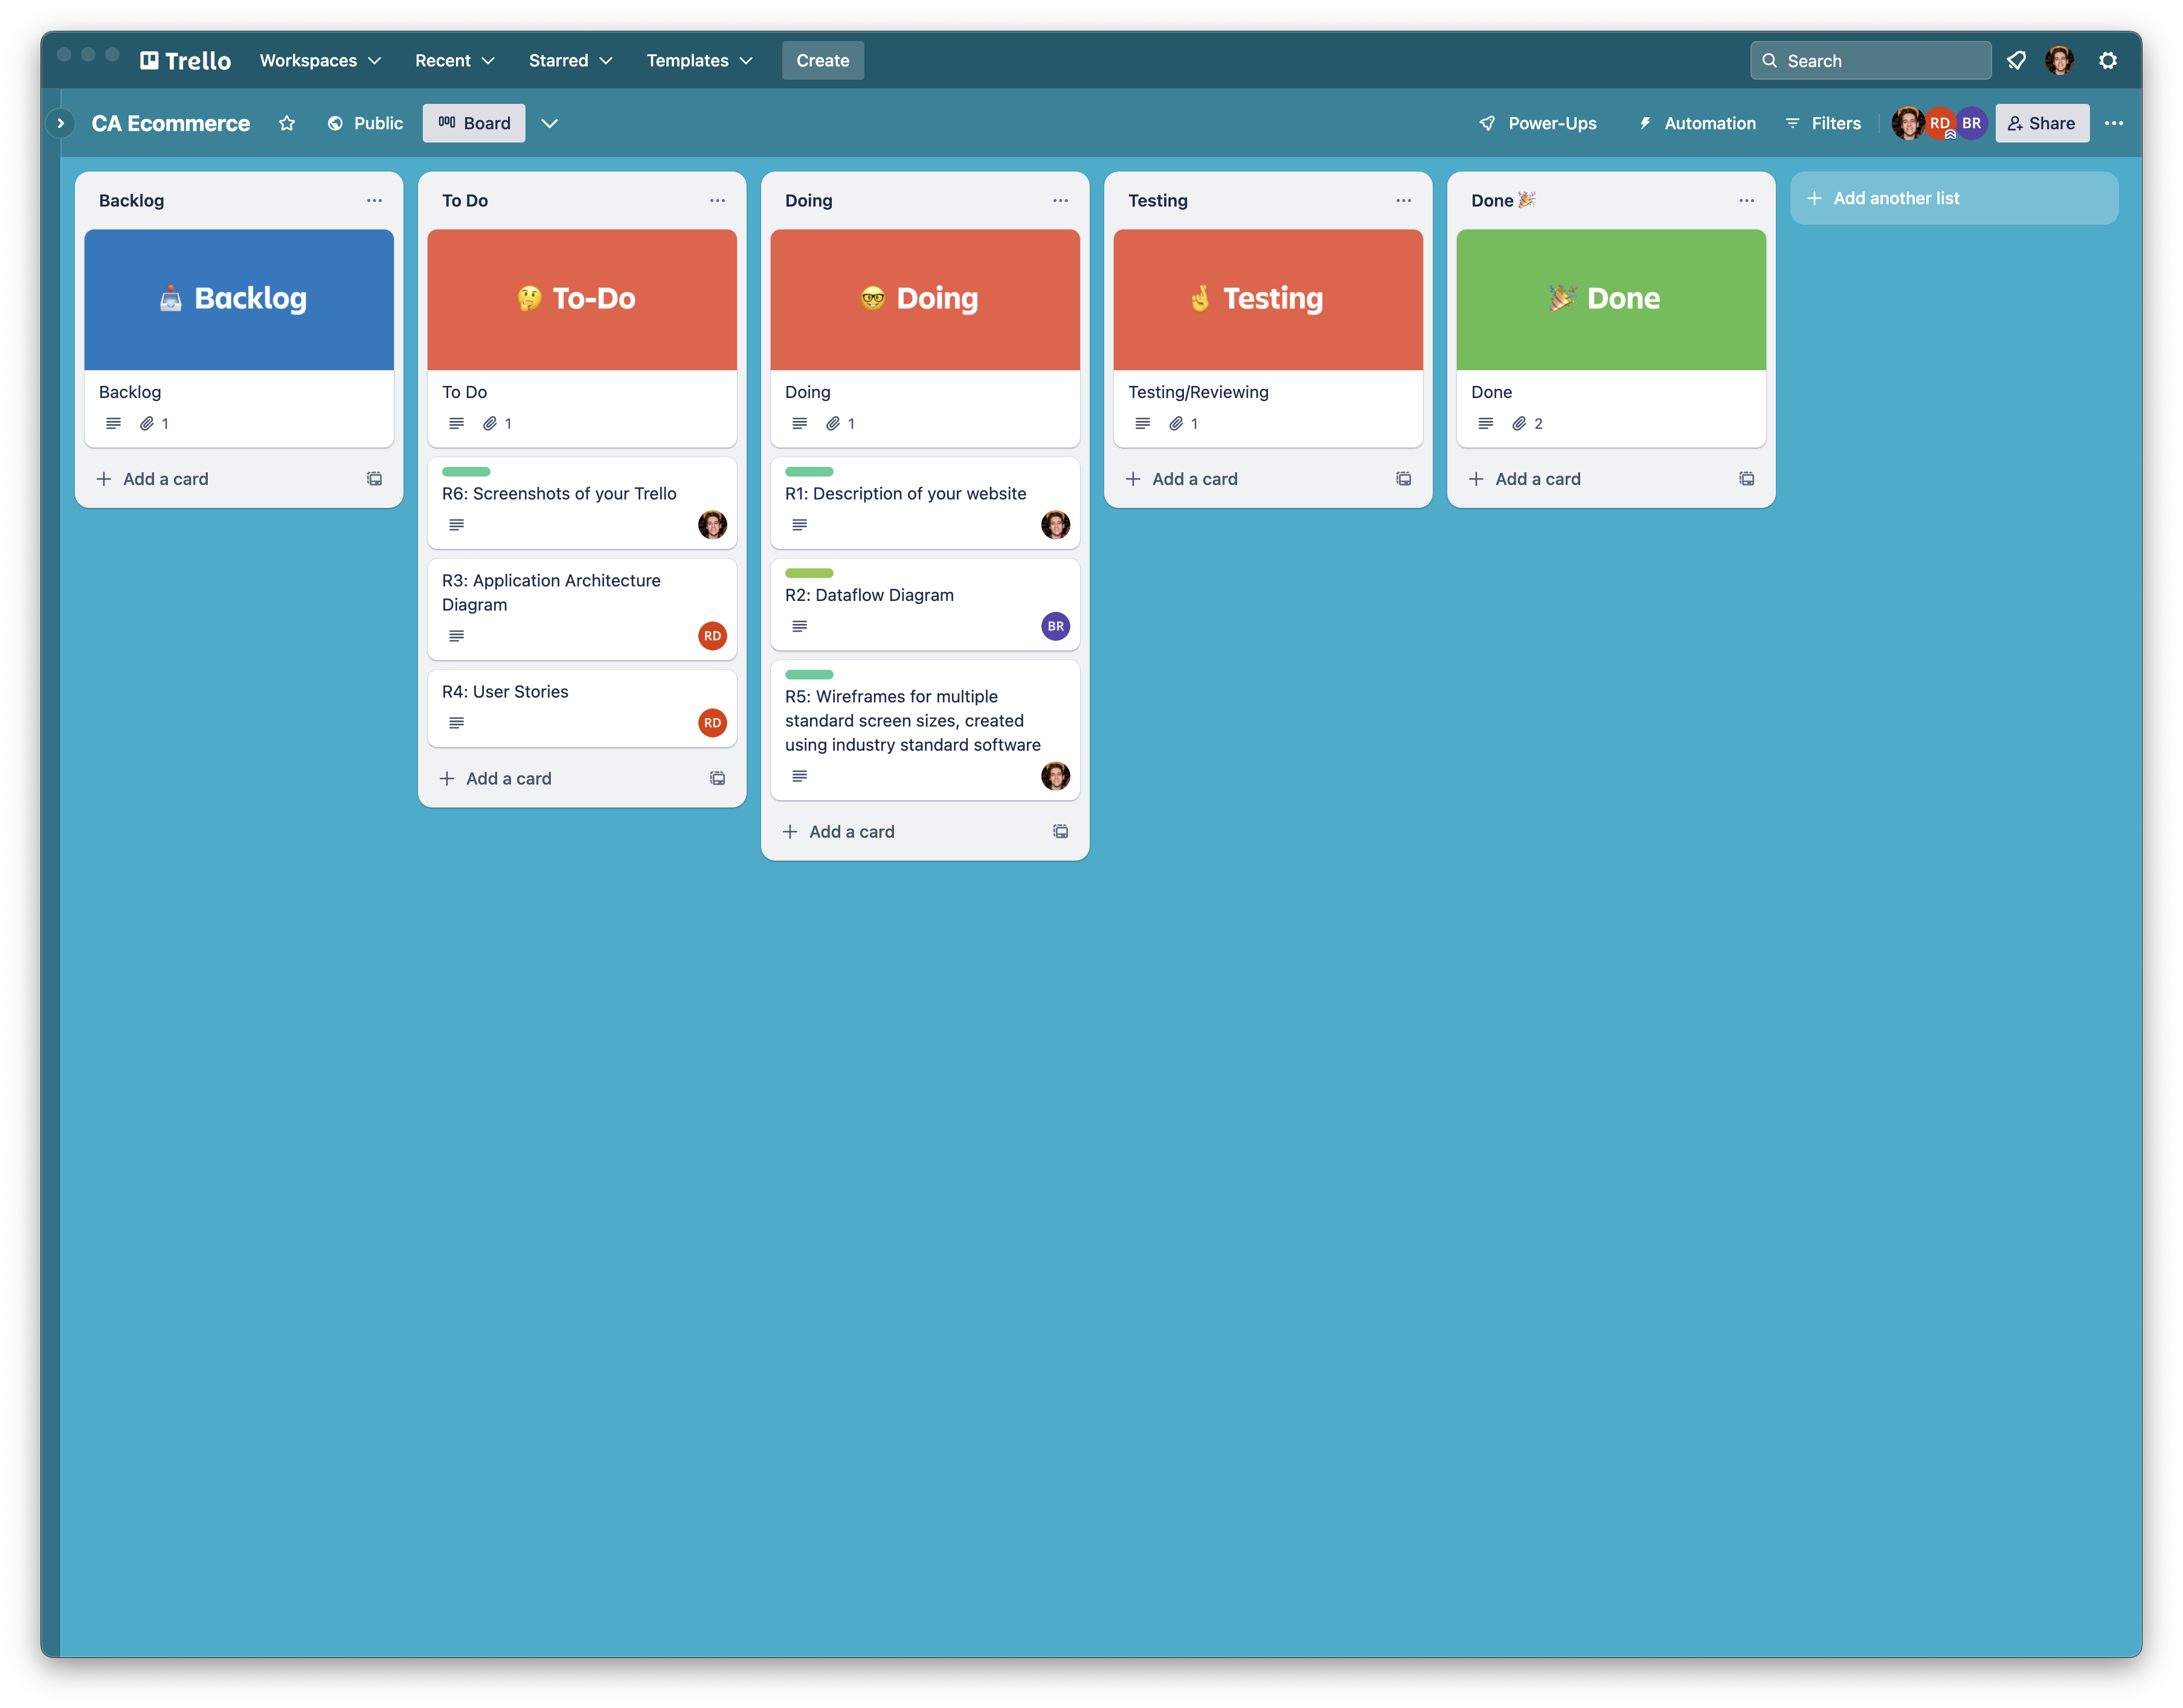 Trello
Workspaces
Recent
Starred
Templates
Create
Search
CA Ecommerce
Public
Board
Power-Ups
Automation
Filters
RD
BR
Share
Backlog
Backlog
Backlog
1
Add a card
To Do
To-Do
To Do
1
R6: Screenshots of your Trello
R3: Application Architecture
Diagram
RD
R4: User Stories
RD
Add a card
Doing
Doing
Doing
1
R1: Description of your website
R2: Dataflow Diagram
BR
R5: Wireframes for multiple
standard screen sizes, created
using industry standard software
Add a card
Testing
Testing
Testing/Reviewing
1
Add a card
Done 🎉
Done
Done
2
Add a card
Add another list